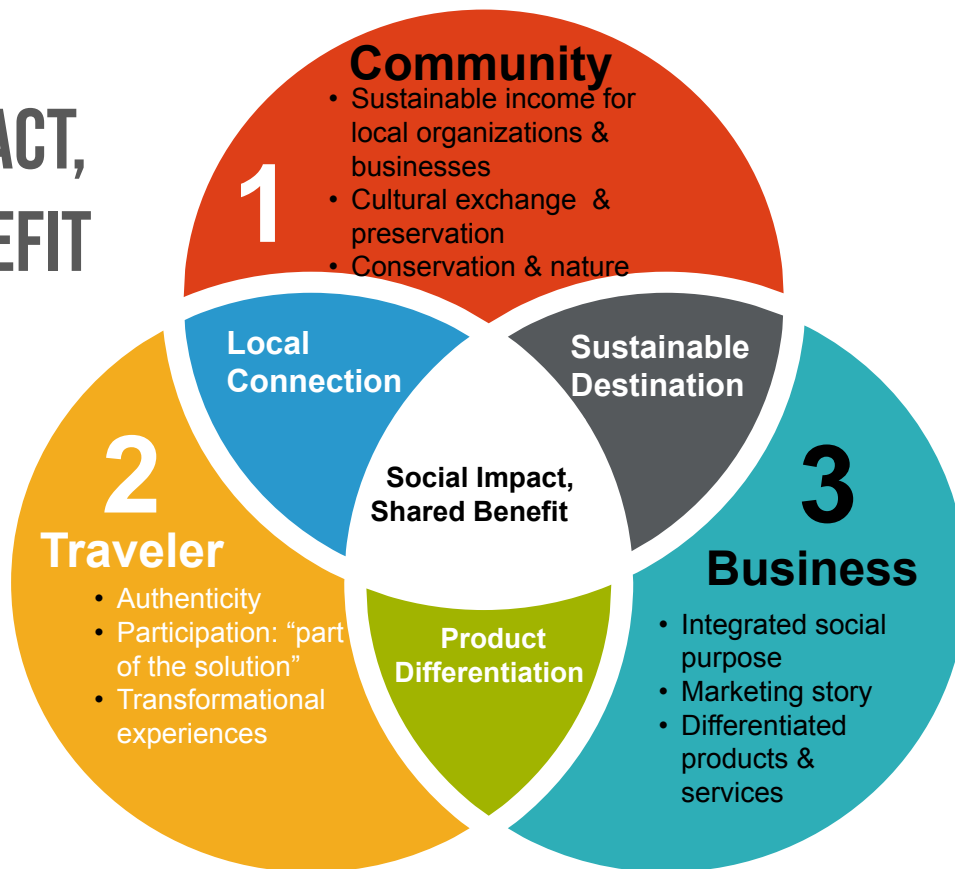 ACT,
EFIT
Community
• Sustainable income for
local organizations &
businesses
• Cultural exchange &
preservation
• Conservation & nature
1
Local
Connection
Sustainable
Destination
Social Impact,
Shared Benefit
2
Traveler
• Authenticity
• Participation: “part
of the solution”
• Transformational
experiences
Product
Differentiation
3
Business
• Integrated social
purpose
• Marketing story
• Differentiated
products &
services